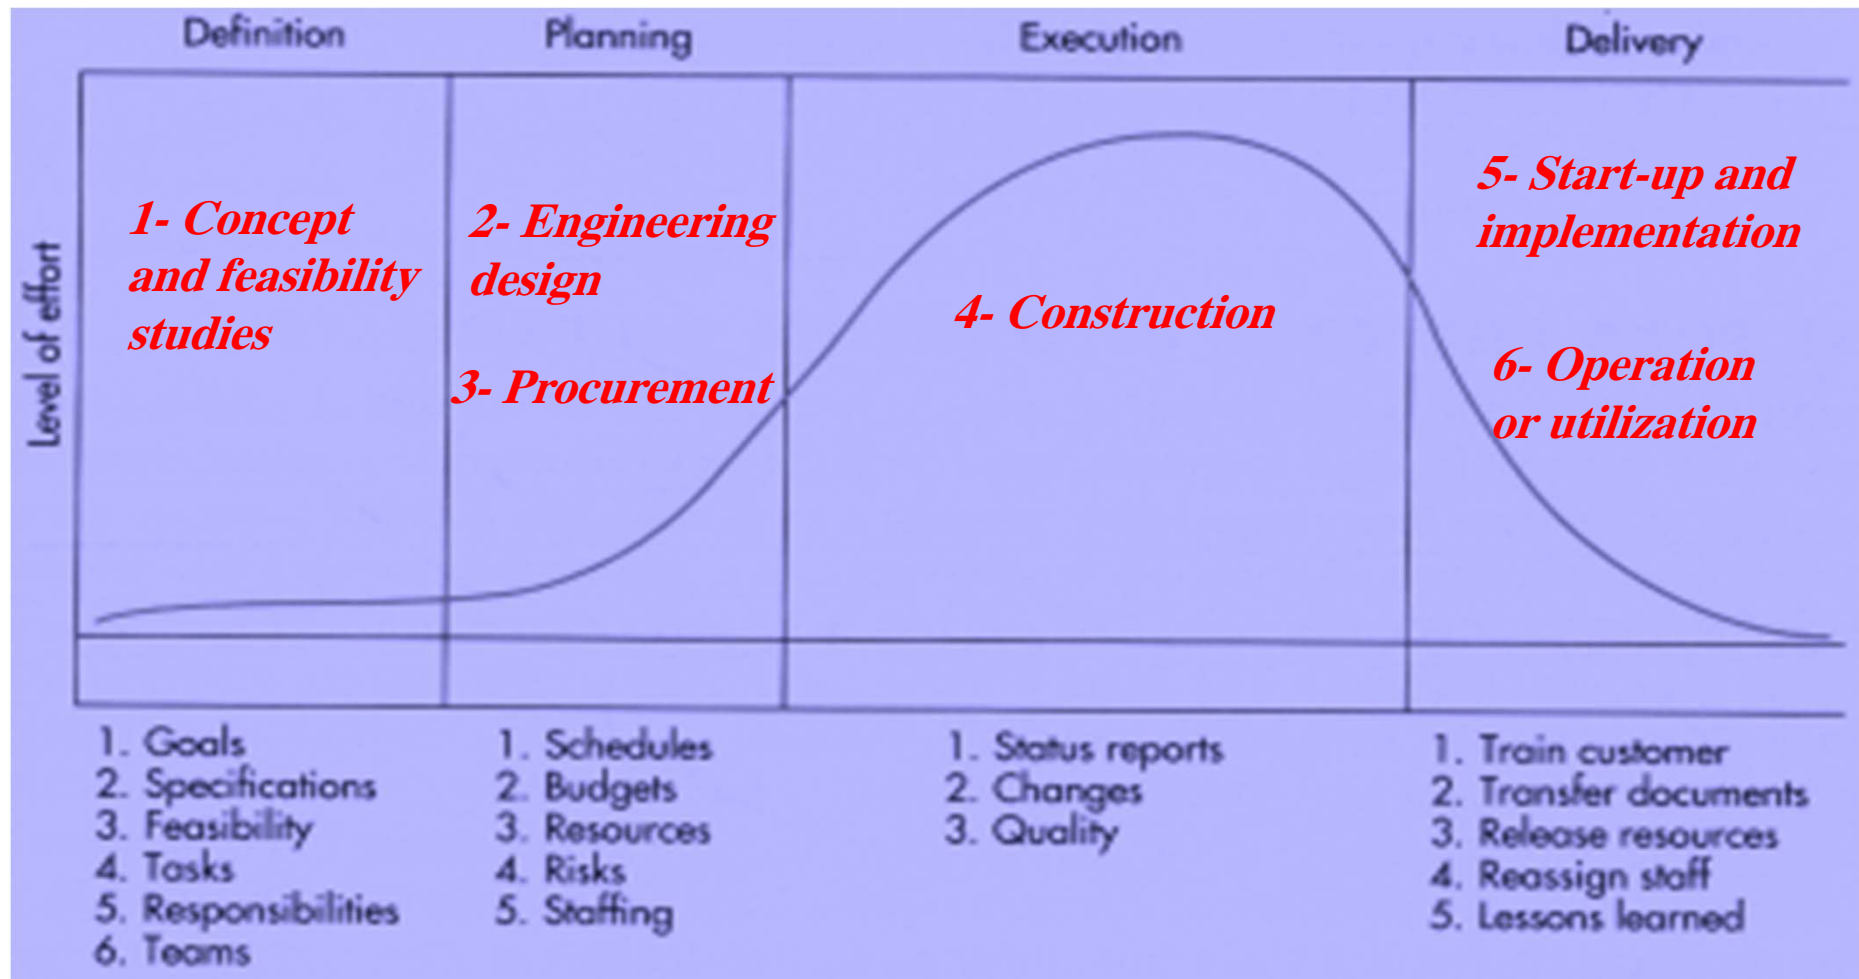 Definition
Planning
Execution
Delivery
Level of effort
1- Concept
and feasibility
studies
2- Engineering
design
3- Procurement
4- Construction
5- Start-up and
implementation
6- Operation
or utilization
1. Goals
2. Specifications
3. Feasibility
4. Tasks
5. Responsibilities
6. Teams
1. Schedules
2. Budgets
3. Resources
4. Risks
5. Staffing
1. Status reports
2. Changes
3. Quality
1. Train customer
2. Transfer documents
3. Release resources
4. Reassign staff
5. Lessons learned